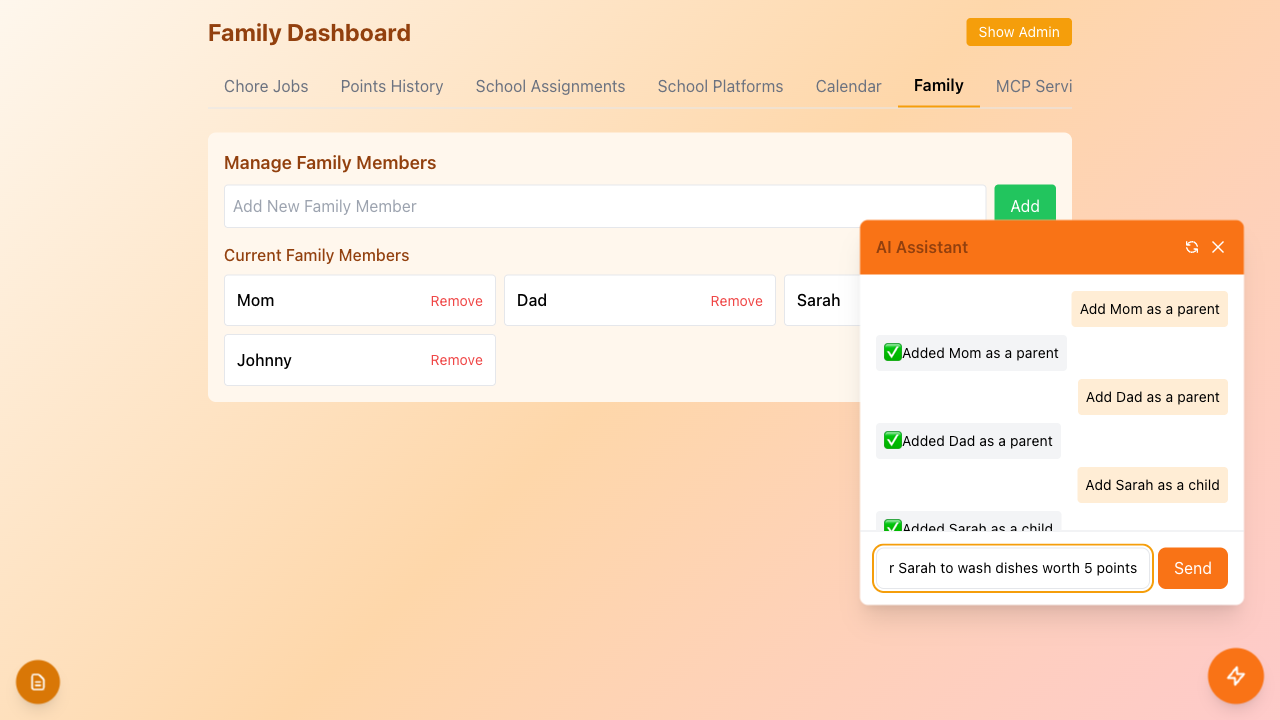 Family Dashboard
Show Admin
Chore Jobs Points History School Assignments School Platforms Calendar Family MCP Servi
Manage Family Members
Add New Family Member
Add
Current Family Members
Mom Remove
Dad Remove
Sarah
Johnny Remove
AI Assistant
Add Mom as a parent
✅Added Mom as a parent
Add Dad as a parent
✅Added Dad as a parent
Add Sarah as a child
✅Added Sarah as a child
r Sarah to wash dishes worth 5 points
Send